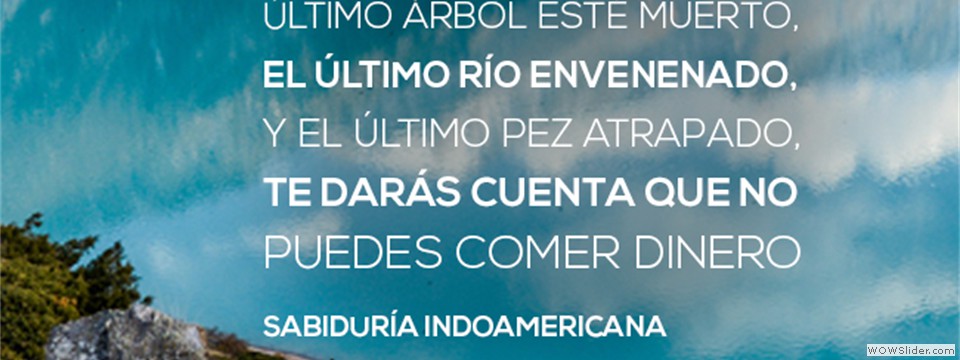 ÚLTIMO ÁRBOL ESTE MUERTO,
EL ÚLTIMO RÍO ENVENENADO,
Y EL ÚLTIMO PEZ ATRAPADO,
TE DARÁS CUENTA QUE NO
PUEDES COMER DINERO
SABIDURÍA INDOAMERICANA
WOWSlider.com